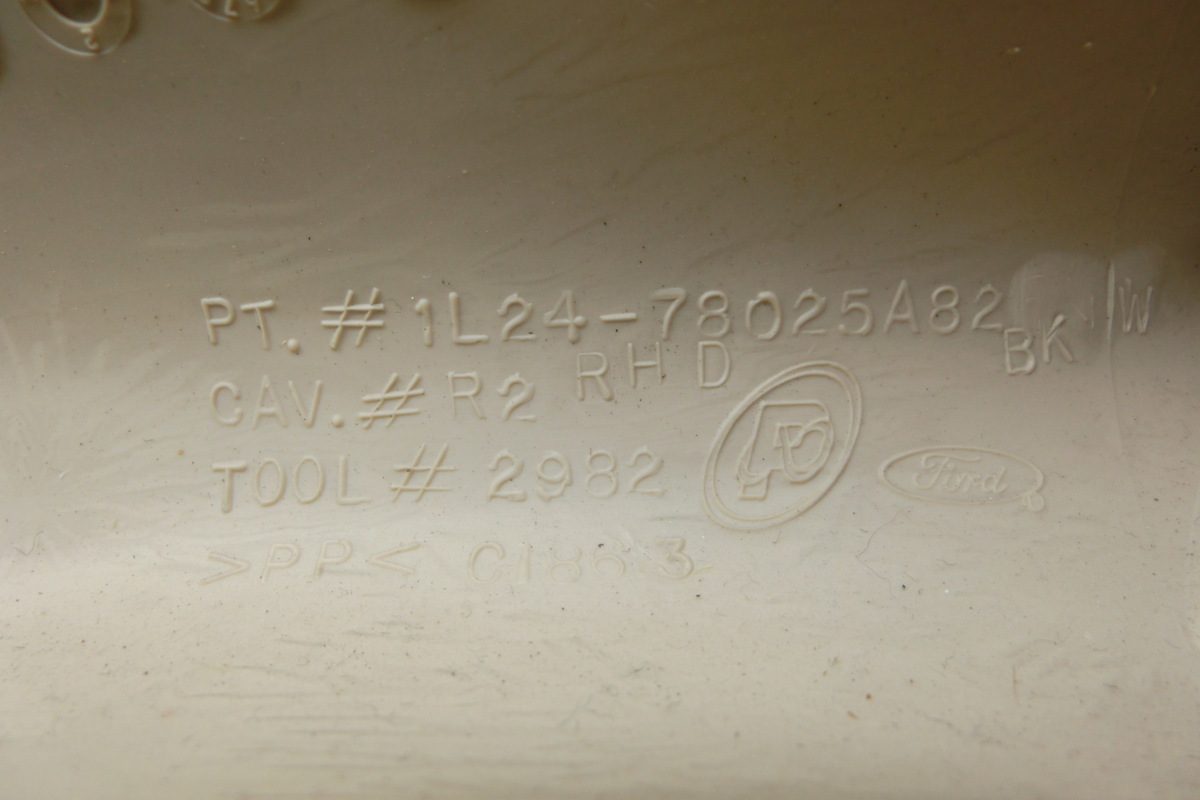 PT. # 1L24-78025A82 BK W
CAV. # R2 RHD
TOOL # 2982
Ford
>PP<